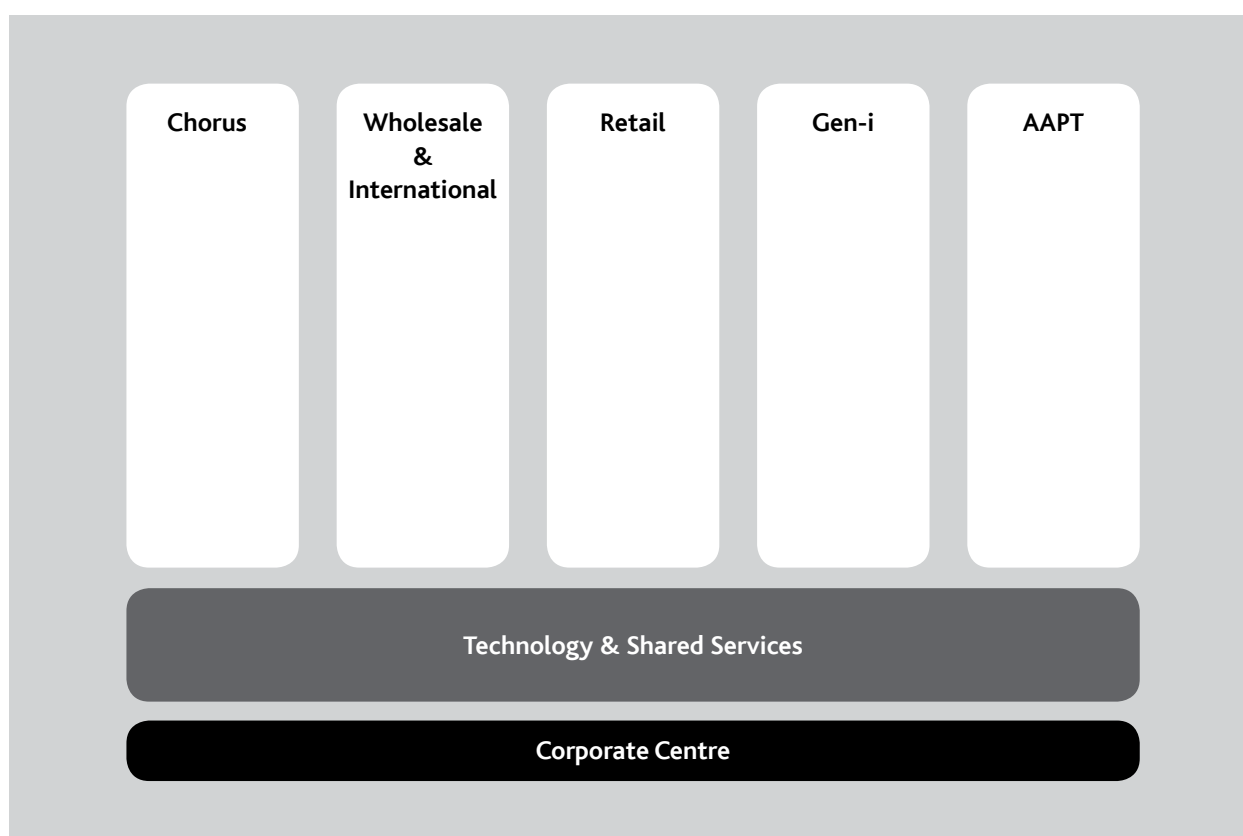 Chorus
Wholesale
&
International
Retail
Gen-i
AAPT
Technology & Shared Services
Corporate Centre